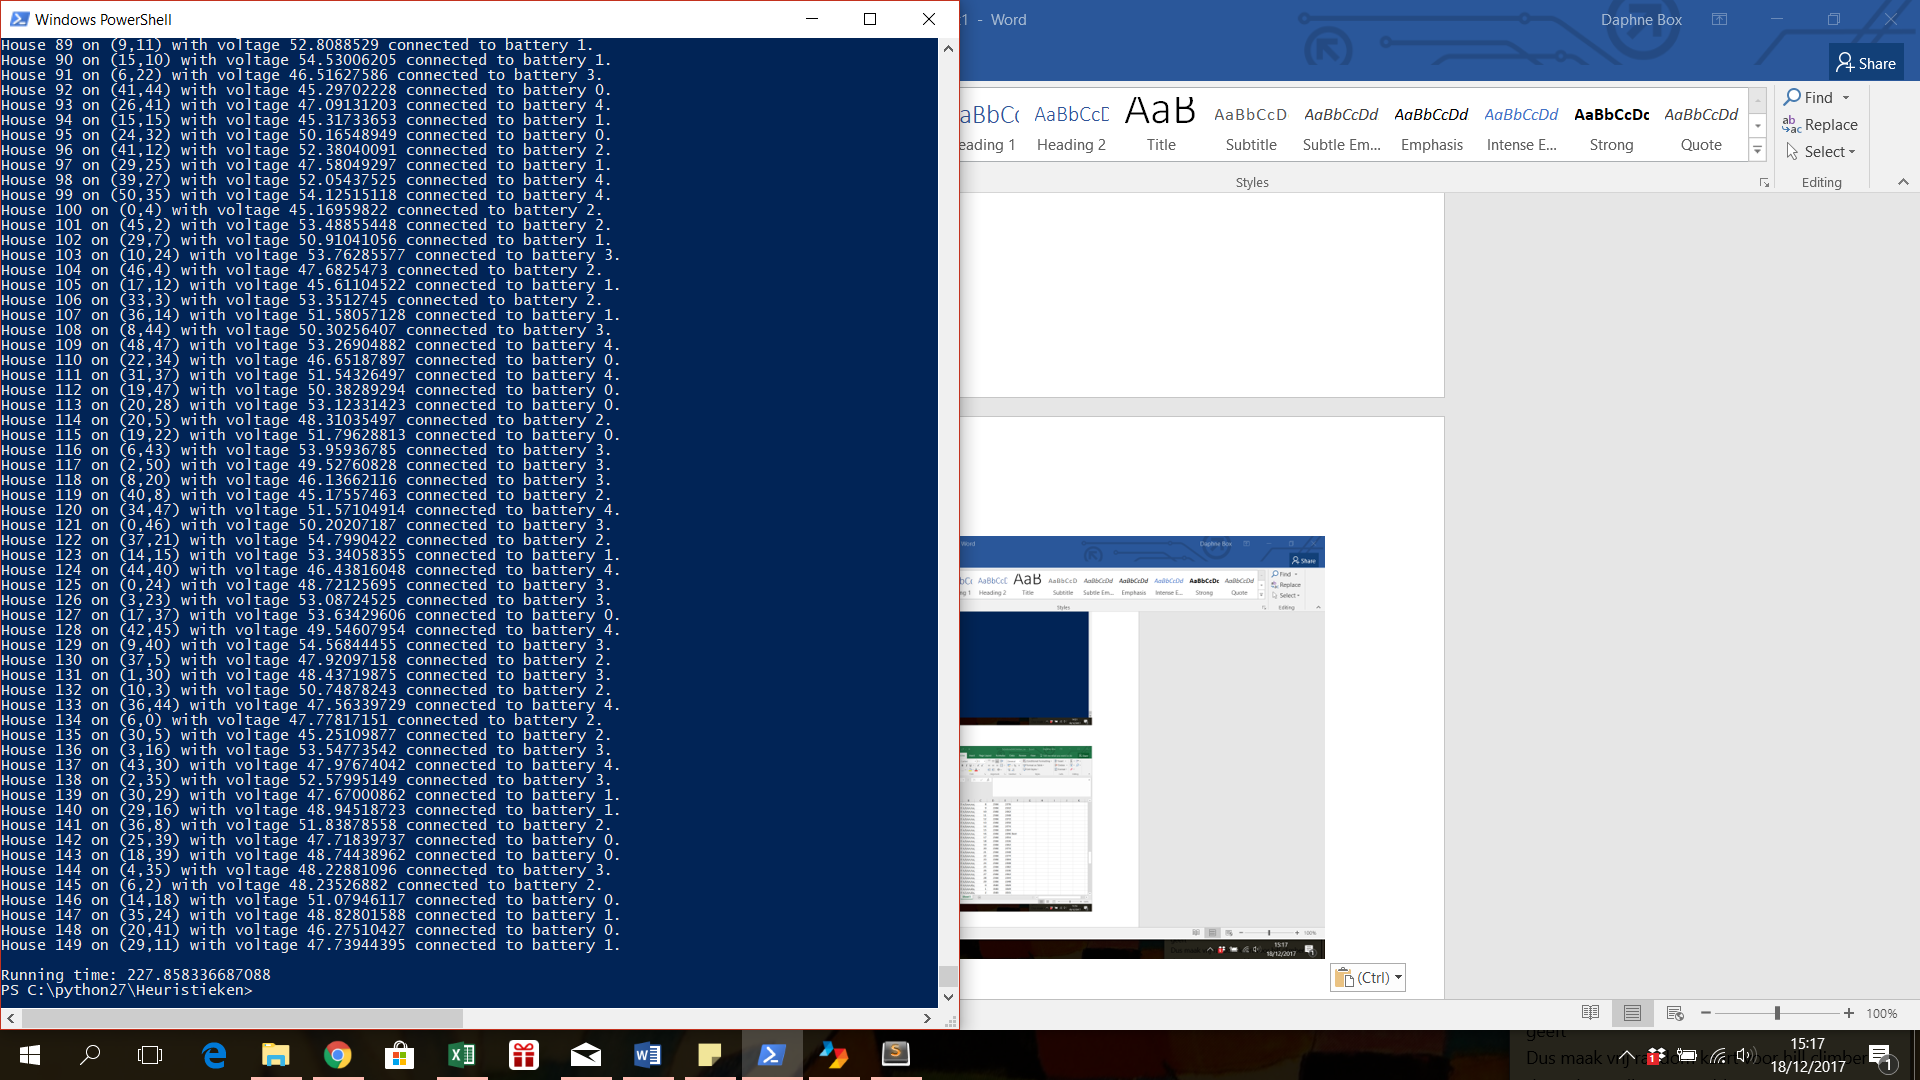 Windows PowerShell
House 89 on (9,11) with voltage 52.8088529 connected to battery 1.
House 90 on (15,10) with voltage 54.53006205 connected to battery 1.
House 91 on (6,22) with voltage 46.51627586 connected to battery 3.
House 92 on (41,44) with voltage 45.29702228 connected to battery 0.
House 93 on (26,41) with voltage 47.09131203 connected to battery 4.
House 94 on (15,15) with voltage 45.31733653 connected to battery 1.
House 95 on (24,32) with voltage 50.16548949 connected to battery 0.
House 96 on (41,12) with voltage 52.38040091 connected to battery 2.
House 97 on (29,25) with voltage 47.58049297 connected to battery 1.
House 98 on (39,27) with voltage 52.05437525 connected to battery 4.
House 99 on (50,35) with voltage 54.12515118 connected to battery 4.
House 100 on (0,4) with voltage 45.16959822 connected to battery 2.
House 101 on (45,2) with voltage 53.48855448 connected to battery 2.
House 102 on (29,7) with voltage 50.91041056 connected to battery 1.
House 103 on (10,24) with voltage 53.76285577 connected to battery 3.
House 104 on (46,4) with voltage 47.6825473 connected to battery 2.
House 105 on (17,12) with voltage 45.61104522 connected to battery 1.
House 106 on (33,3) with voltage 53.3512745 connected to battery 2.
House 107 on (36,14) with voltage 51.58057128 connected to battery 1.
House 108 on (8,44) with voltage 50.30256407 connected to battery 3.
House 109 on (48,47) with voltage 53.26904882 connected to battery 4.
House 110 on (22,34) with voltage 46.65187897 connected to battery 0.
House 111 on (31,37) with voltage 51.54326497 connected to battery 4.
House 112 on (19,47) with voltage 50.38289294 connected to battery 0.
House 113 on (20,28) with voltage 53.12331423 connected to battery 0.
House 114 on (20,5) with voltage 48.31035497 connected to battery 2.
House 115 on (19,22) with voltage 51.79628813 connected to battery 0.
House 116 on (6,43) with voltage 53.95936785 connected to battery 3.
House 117 on (2,50) with voltage 49.52760828 connected to battery 3.
House 118 on (8,20) with voltage 46.13662116 connected to battery 3.
House 119 on (40,8) with voltage 45.17557463 connected to battery 2.
House 120 on (34,47) with voltage 51.57104914 connected to battery 4.
House 121 on (0,46) with voltage 50.20207187 connected to battery 3.
House 122 on (37,21) with voltage 54.7990422 connected to battery 2.
House 123 on (14,15) with voltage 53.34058355 connected to battery 1.
House 124 on (44,40) with voltage 46.43816048 connected to battery 4.
House 125 on (0,24) with voltage 48.72125695 connected to battery 3.
House 126 on (3,23) with voltage 53.08724525 connected to battery 3.
House 127 on (17,37) with voltage 53.63429606 connected to battery 0.
House 128 on (42,45) with voltage 49.54607954 connected to battery 4.
House 129 on (9,40) with voltage 54.56844455 connected to battery 3.
House 130 on (37,5) with voltage 47.92097158 connected to battery 2.
House 131 on (1,30) with voltage 48.43719875 connected to battery 3.
House 132 on (10,3) with voltage 50.74878243 connected to battery 2.
House 133 on (36,44) with voltage 47.56339729 connected to battery 4.
House 134 on (6,0) with voltage 47.77817151 connected to battery 2.
House 135 on (30,5) with voltage 45.25109877 connected to battery 2.
House 136 on (3,16) with voltage 53.54773542 connected to battery 3.
House 137 on (43,30) with voltage 47.97674042 connected to battery 4.
House 138 on (2,35) with voltage 52.57995149 connected to battery 3.
House 139 on (30,29) with voltage 47.67000862 connected to battery 1.
House 140 on (29,16) with voltage 48.94518723 connected to battery 1.
House 141 on (36,8) with voltage 51.83878558 connected to battery 2.
House 142 on (25,39) with voltage 47.71839737 connected to battery 0.
House 143 on (18,39) with voltage 48.74438962 connected to battery 0.
House 144 on (4,35) with voltage 48.22881096 connected to battery 3.
House 145 on (6,2) with voltage 48.23526882 connected to battery 2.
House 146 on (14,18) with voltage 51.07946117 connected to battery 0.
House 147 on (35,24) with voltage 48.82801588 connected to battery 1.
House 148 on (20,41) with voltage 46.27510427 connected to battery 0.
House 149 on (29,11) with voltage 47.73944395 connected to battery 1.
Running time: 227.858336687088
PS C:\python27\Heuristieken>
1 - Word Daphne Box
Share
aBbCc AaBbCcD AaB AaBbCcD AaBbCcDd AaBbCcDd AaBbCcDd AaBbCcDc AaBbCcDd
eading 1 Heading 2 Title Subtitle Subtle Em... Emphasis Intense E... Strong Quote
Styles
Find
Replace
Select
Editing
Word Daphne Box
Share
AaB
Heading 2 Title Subtitle Subtle Em... Emphasis Intense E... Strong Quote
Styles
Find
Replace
Select
Editing
100%
15:17
18/12/2017
(Ctrl)
100%
geeft
15:17
18/12/2017
1